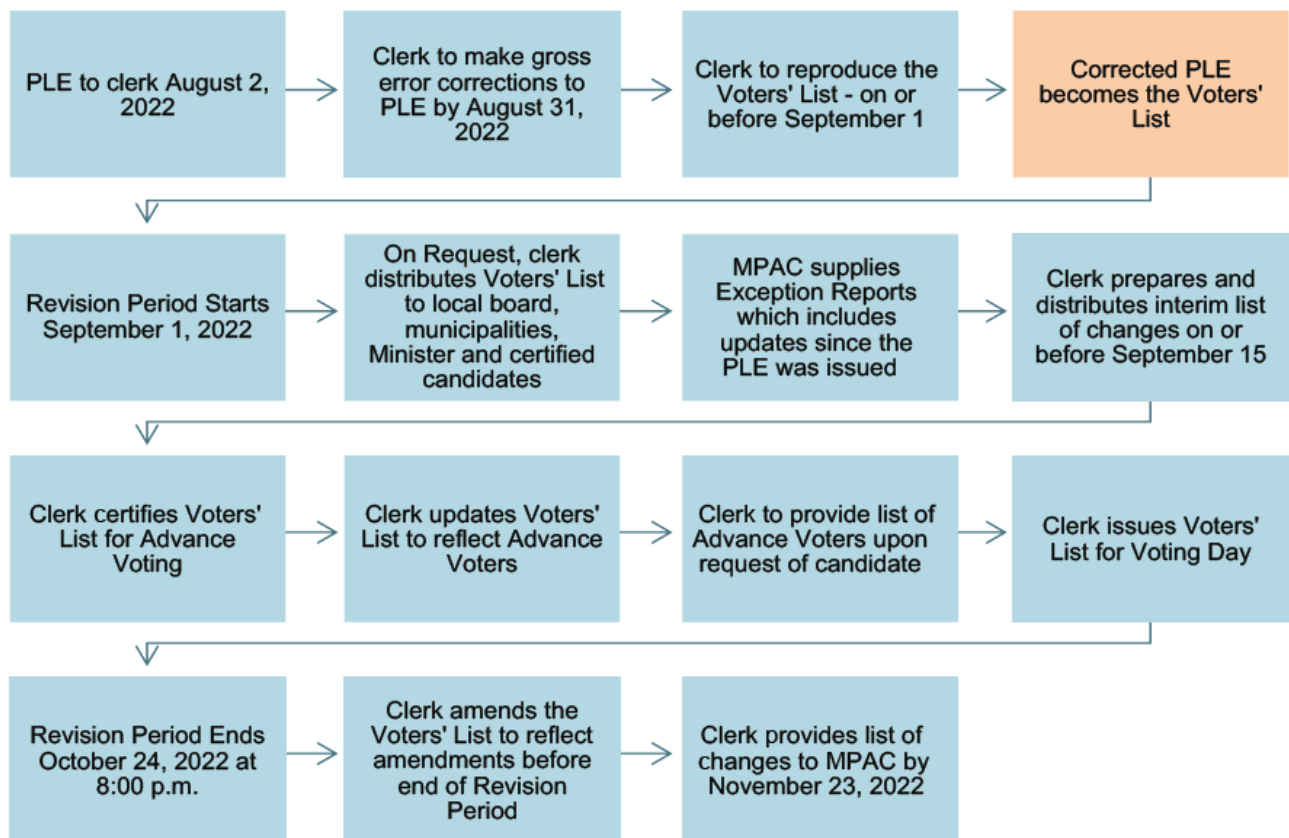 PLE to clerk August 2,
2022
Clerk to make gross
error corrections to
PLE by August 31,
2022
Clerk to reproduce the
Voters' List - on or
before September 1
Corrected PLE
becomes the Voters'
List
Revision Period Starts
September 1, 2022
On Request, clerk
distributes Voters' List
to local board,
municipalities,
Minister and certified
candidates
MPAC supplies
Exception Reports
which includes
updates since the
PLE was issued
Clerk prepares and
distributes interim list
of changes on or
before September 15
Clerk certifies Voters'
List for Advance
Voting
Clerk updates Voters'
List to reflect Advance
Voters
Clerk to provide list of
Advance Voters upon
request of candidate
Clerk issues Voters'
List for Voting Day
Revision Period Ends
October 24, 2022 at
8:00 p.m.
Clerk amends the
Voters' List to reflect
amendments before
end of Revision
Period
Clerk provides list of
changes to MPAC by
November 23, 2022